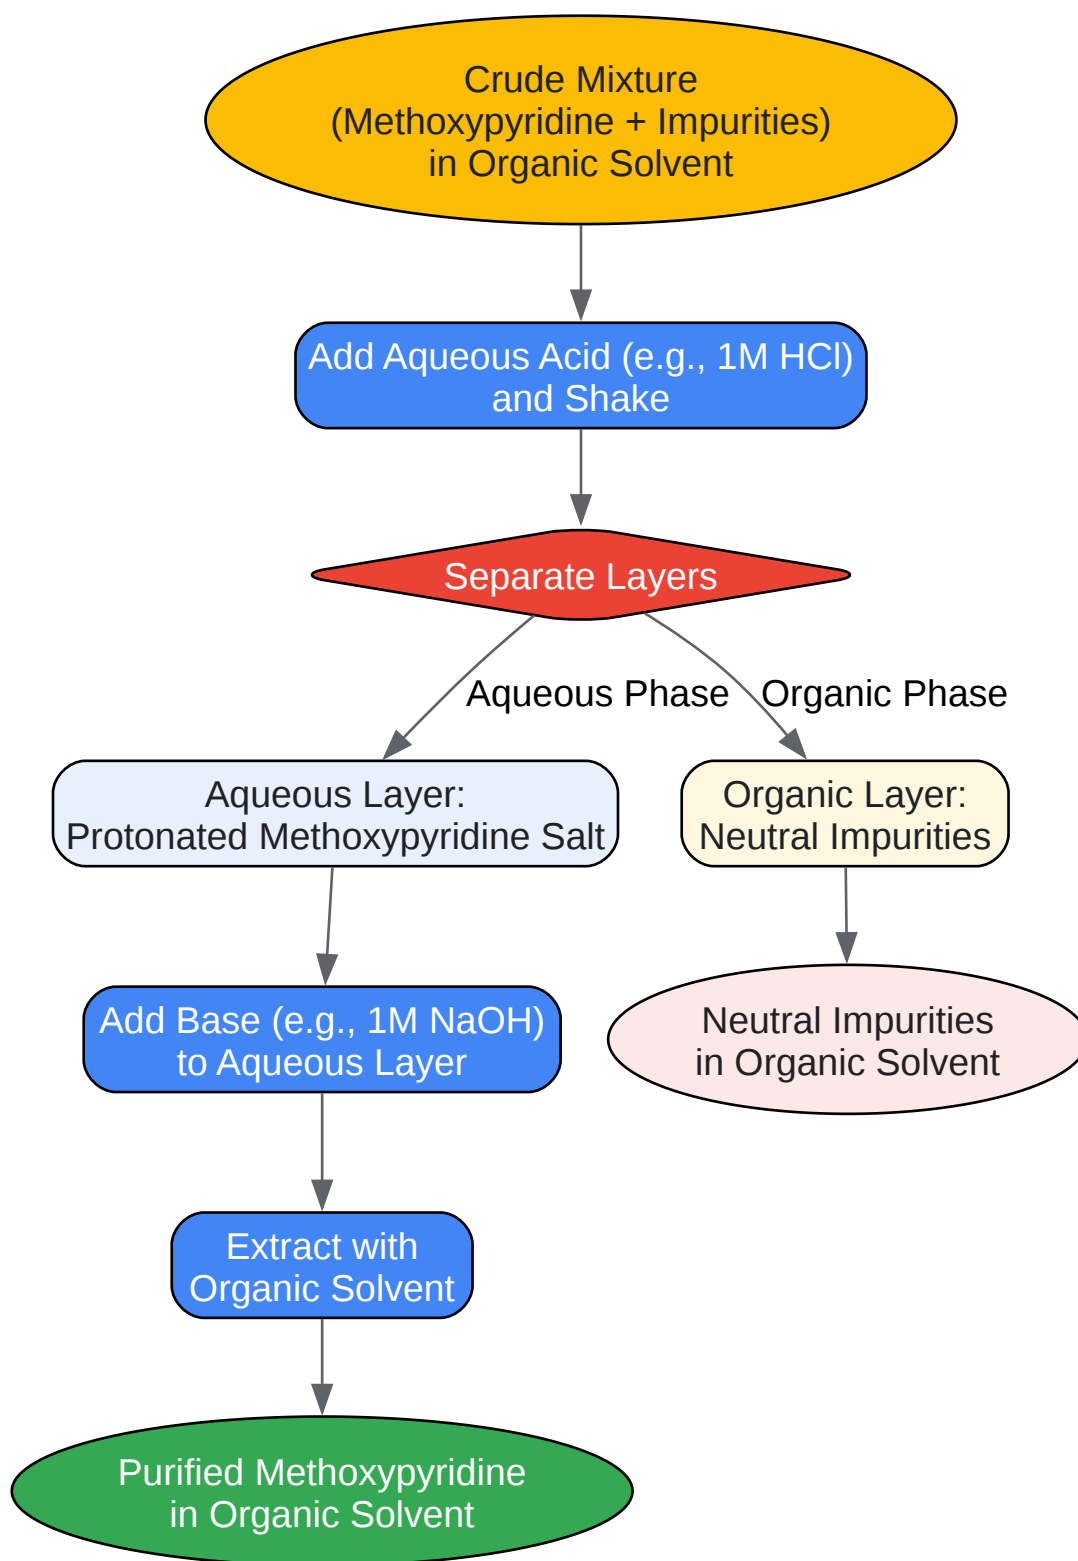 Crude Mixture
(Methoxypyridine + Impurities)
in Organic Solvent
Add Aqueous Acid (e.g., 1M HCl)
and Shake
Separate Layers
Aqueous Phase
Organic Phase
Aqueous Layer:
Protonated Methoxypyridine Salt
Organic Layer:
Neutral Impurities
Add Base (e.g., 1M NaOH)
to Aqueous Layer
Neutral Impurities
in Organic Solvent
Extract with
Organic Solvent
Purified Methoxypyridine
in Organic Solvent